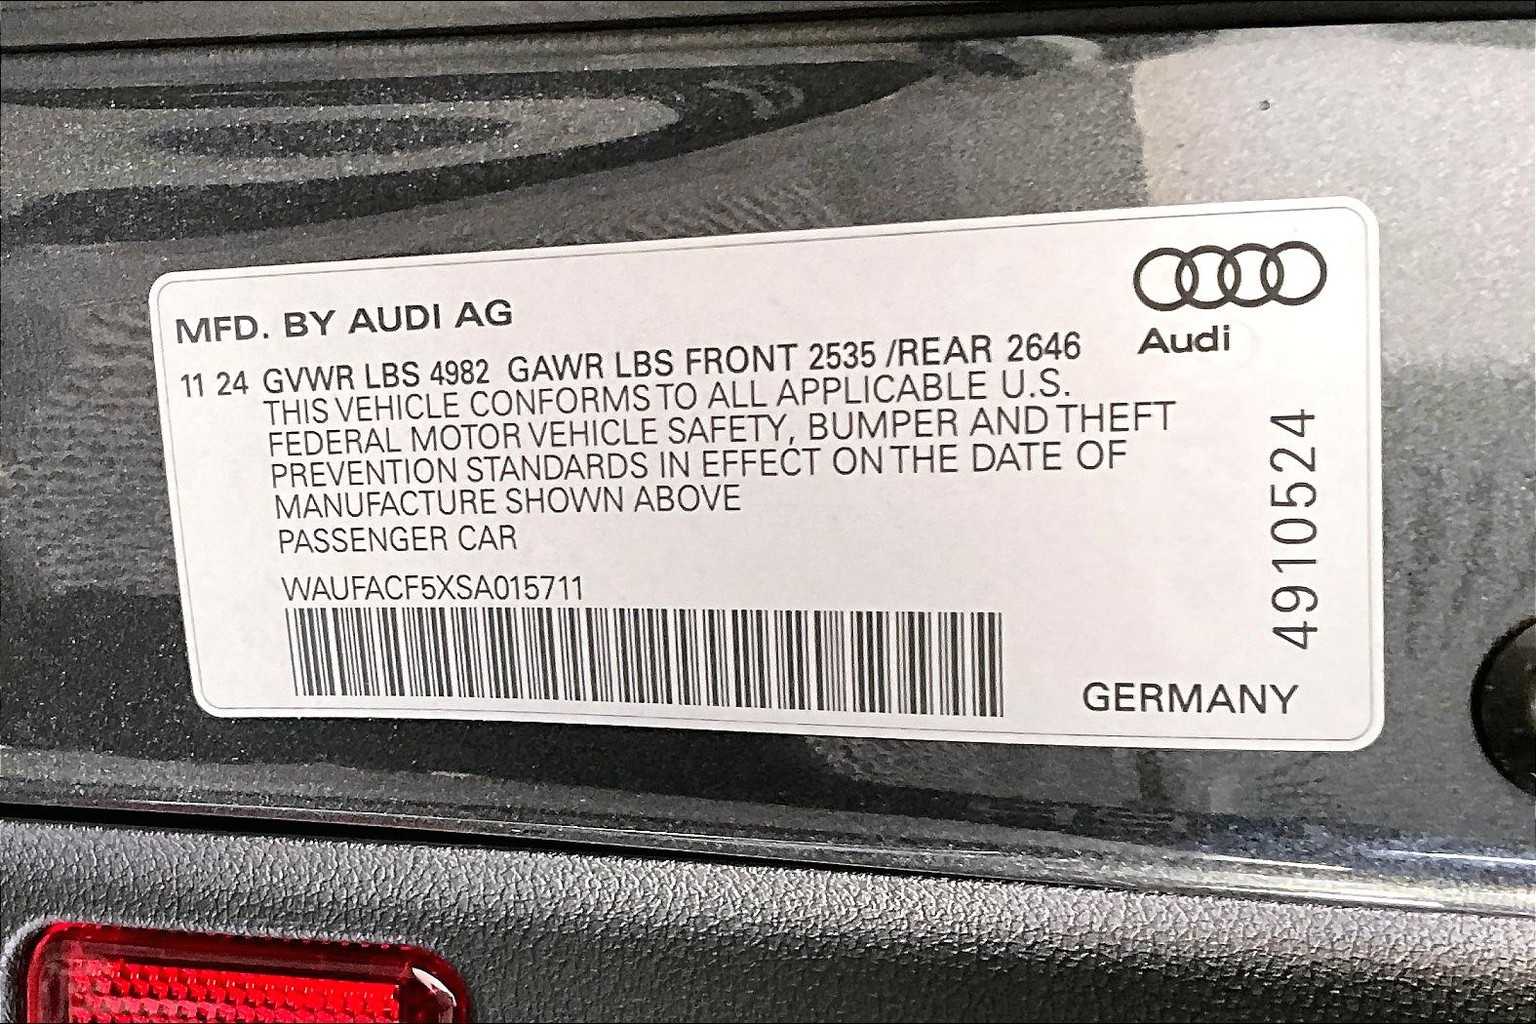 MFD. BY AUDI AG
Audi
11 24 GVWR LBS 4982 GAWR LBS FRONT 2535 /REAR 2646
THIS VEHICLE CONFORMS TO ALL APPLICABLE U.S.
FEDERAL MOTOR VEHICLE SAFETY, BUMPER AND THEFT
PREVENTION STANDARDS IN EFFECT ON THE DATE OF
MANUFACTURE SHOWN ABOVE
PASSENGER CAR
WAUFACF5XSA015711
4910524
GERMANY